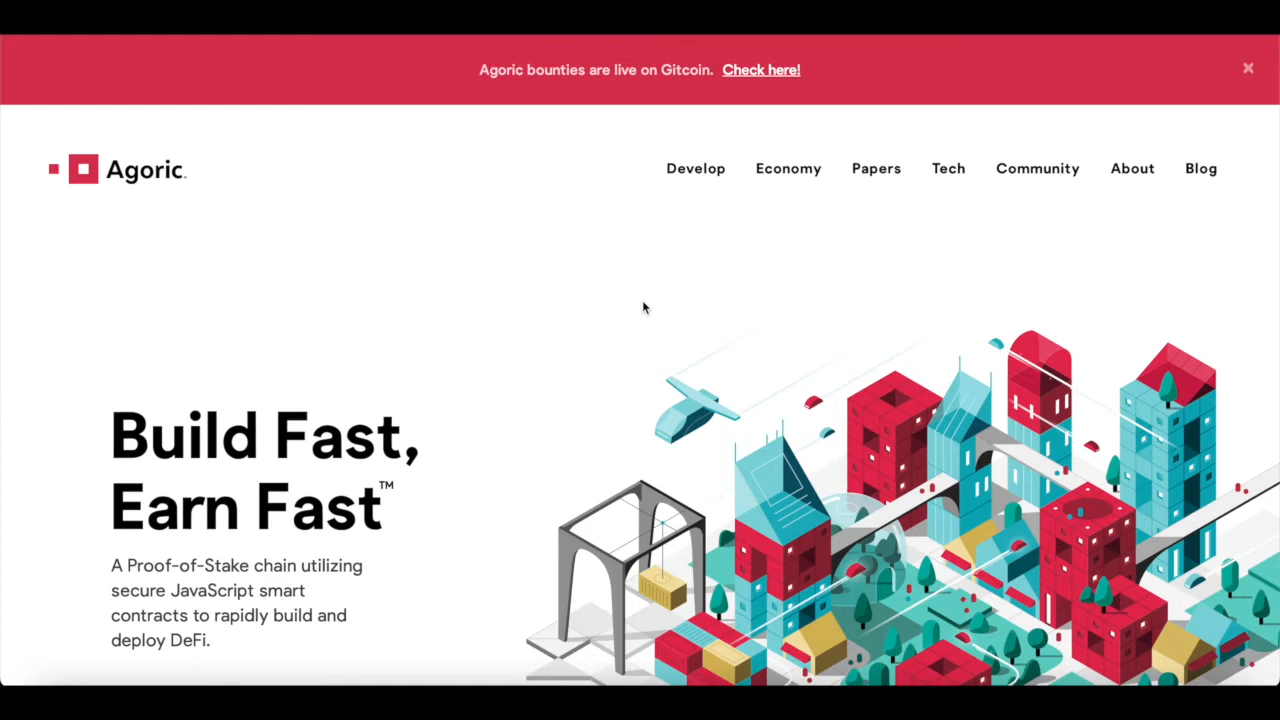 Agoric bounties are live on Gitcoin. Check here!
Agoric.
Develop Economy Papers Tech Community About Blog
Build Fast,
Earn Fast™
A Proof-of-Stake chain utilizing
secure JavaScript smart
contracts to rapidly build and
deploy DeFi.